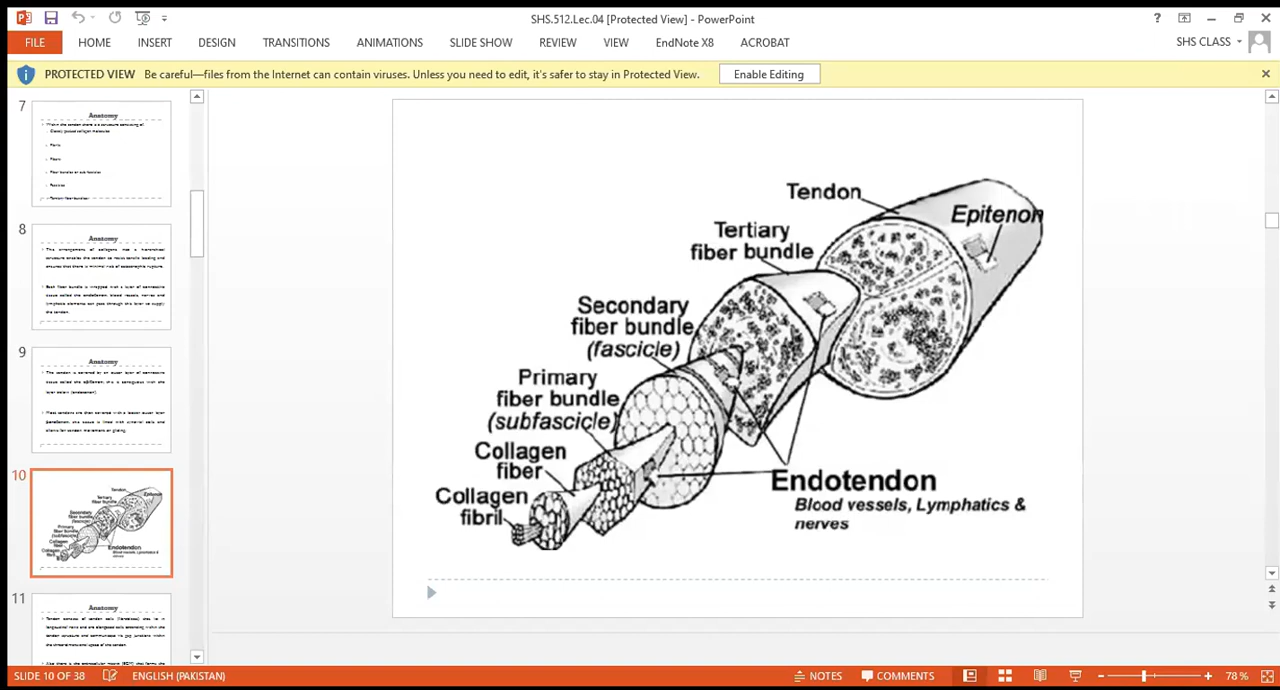 SHS.512.Lec.04 [Protected View] - PowerPoint
FILE HOME INSERT DESIGN TRANSITIONS ANIMATIONS SLIDE SHOW REVIEW VIEW EndNote X8 ACROBAT SHS CLASS
PROTECTED VIEW Be careful—files from the Internet can contain viruses. Unless you need to edit, it's safer to stay in Protected View. Enable Editing
7
Anatomy
8
Anatomy
9
Anatomy
10
11
Anatomy
Tendon
Epitenon
Tertiary
fiber bundle
Secondary
fiber bundle
(fascicle)
Primary
fiber bundle
(subfascicle)
Collagen
fiber
Collagen
fibril
Endotendon
Blood vessels, Lymphatics &
nerves
SLIDE 10 OF 38 ENGLISH (PAKISTAN) NOTES COMMENTS 78 %